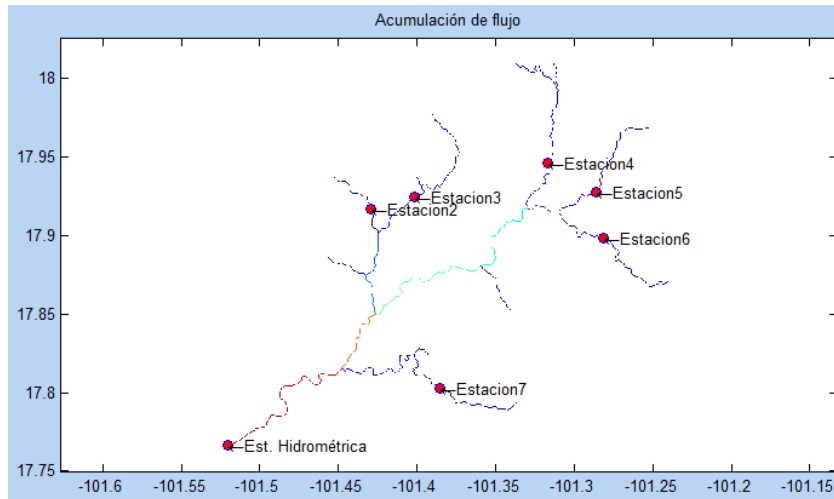 Acumulación de flujo
18
17.95
17.9
17.85
17.8
17.75
Estacion4
Estacion5
Estacion3
Estacion2
Estacion6
Estacion7
Est. Hidrométrica
-101.6 -101.55 -101.5 -101.45 -101.4 -101.35 -101.3 -101.25 -101.2 -101.15